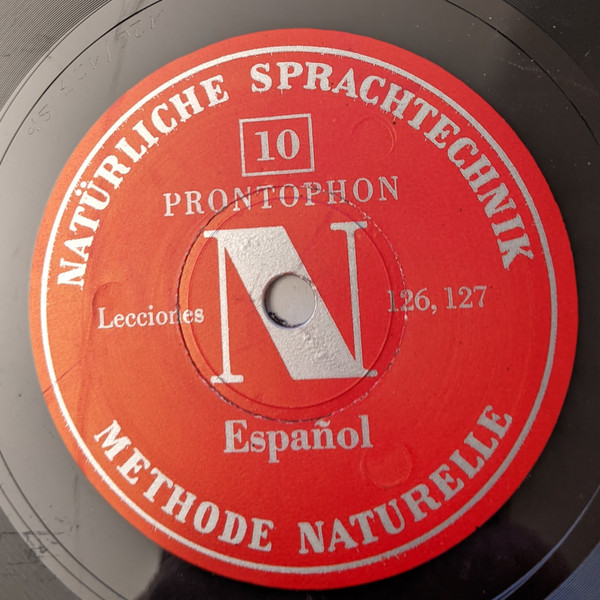 NATÜRLICHE SPRACHTECHNIK
10
PRONTOPHON
N
Lecciones 126, 127
Español
METHODE NATURELLE